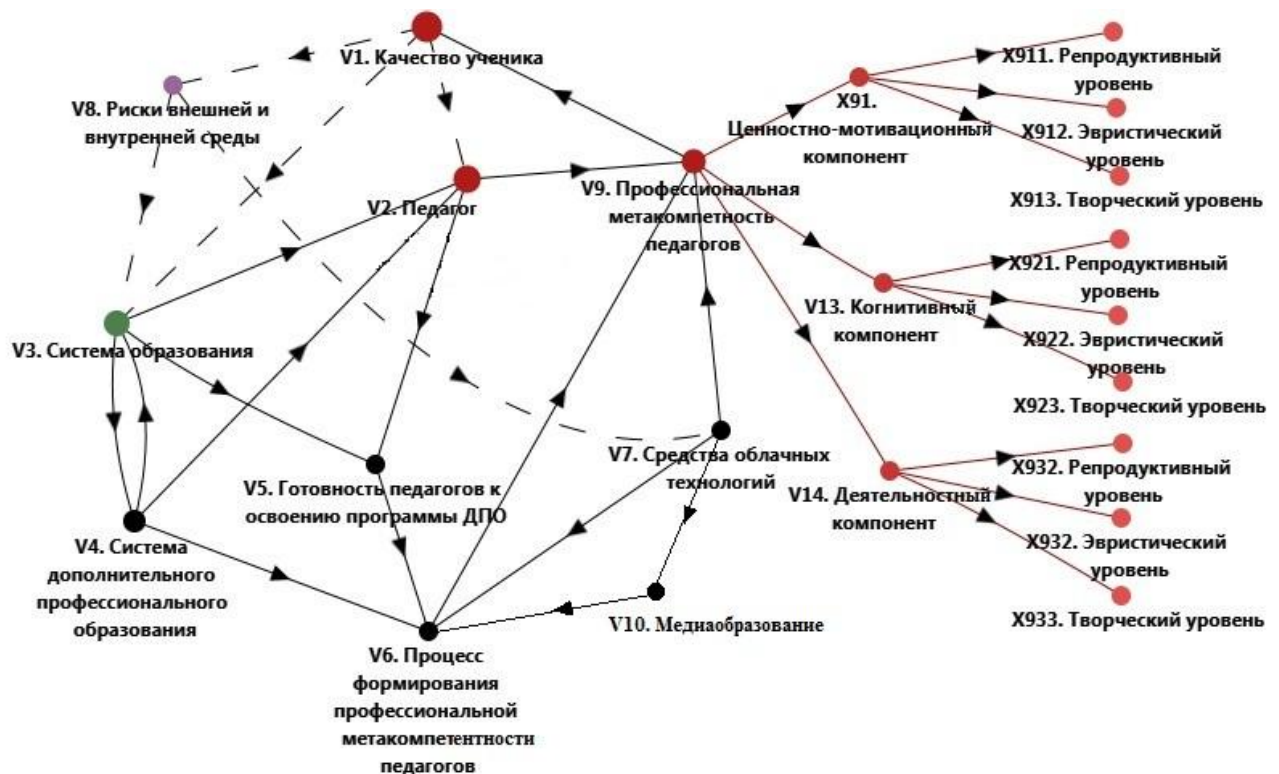 V1. Качество ученика
V8. Риски внешней и
внутренней среды
V2. Педагог
V9. Профессиональная
метакомпетность
педагогов
X91.
Ценностно-мотивационный
компонент
X911. Репродуктивный
уровень
X912. Эвристический
уровень
X913. Творческий уровень
X921. Репродуктивный
уровень
V13. Когнитивный
компонент
X922. Эвристический
уровень
X923. Творческий уровень
V3. Система образования
V7. Средства облачных
технологий
V5. Готовность педагогов к
освоению программы ДПО
V14. Деятельностный
компонент
X932. Репродуктивный
уровень
X932. Эвристический
уровень
X933. Творческий уровень
V4. Система
дополнительного
профессионального
образования
V10. Медиаобразование
V6. Процесс
формирования
профессиональной
метакомпетентности
педагогов